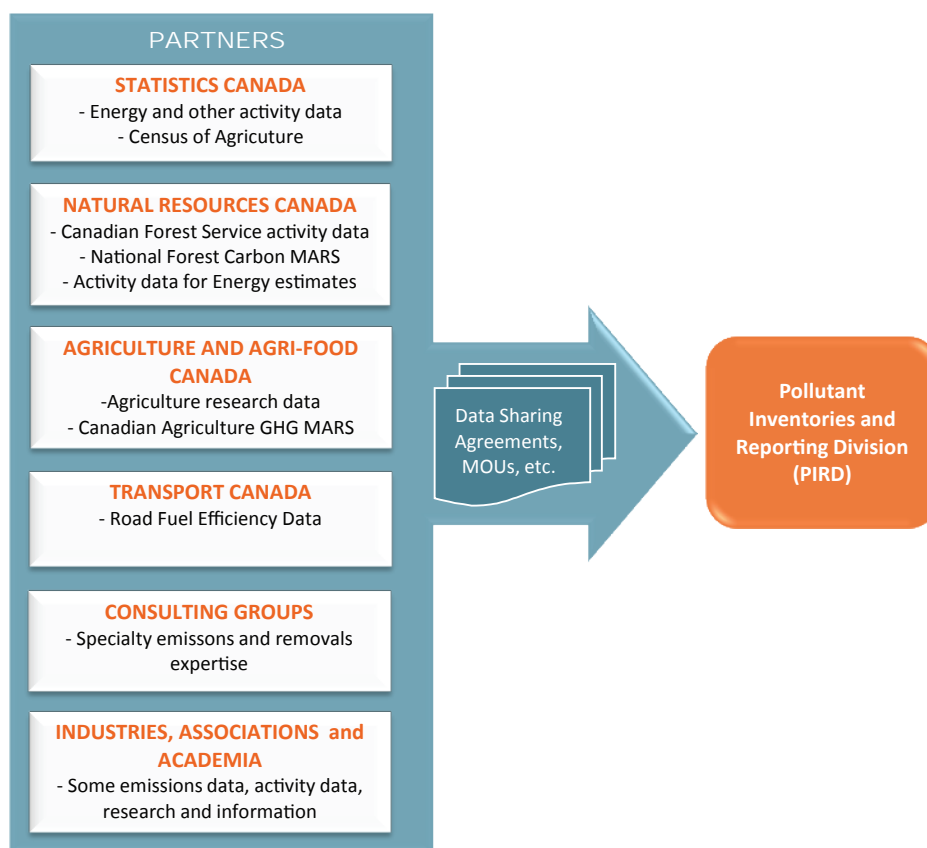 PARTNERS
STATISTICS CANADA
- Energy and other activity data
- Census of Agricuture
NATURAL RESOURCES CANADA
- Canadian Forest Service activity data
- National Forest Carbon MARS
- Activity data for Energy estimates
AGRICULTURE AND AGRI-FOOD
CANADA
-Agriculture research data
- Canadian Agriculture GHG MARS
TRANSPORT CANADA
- Road Fuel Efficiency Data
CONSULTING GROUPS
- Specialty emissons and removals
expertise
INDUSTRIES, ASSOCIATIONS and
ACADEMIA
- Some emissions data, activity data,
research and information
Data Sharing
Agreements,
MOUs, etc.
Pollutant
Inventories and
Reporting Division
(PIRD)